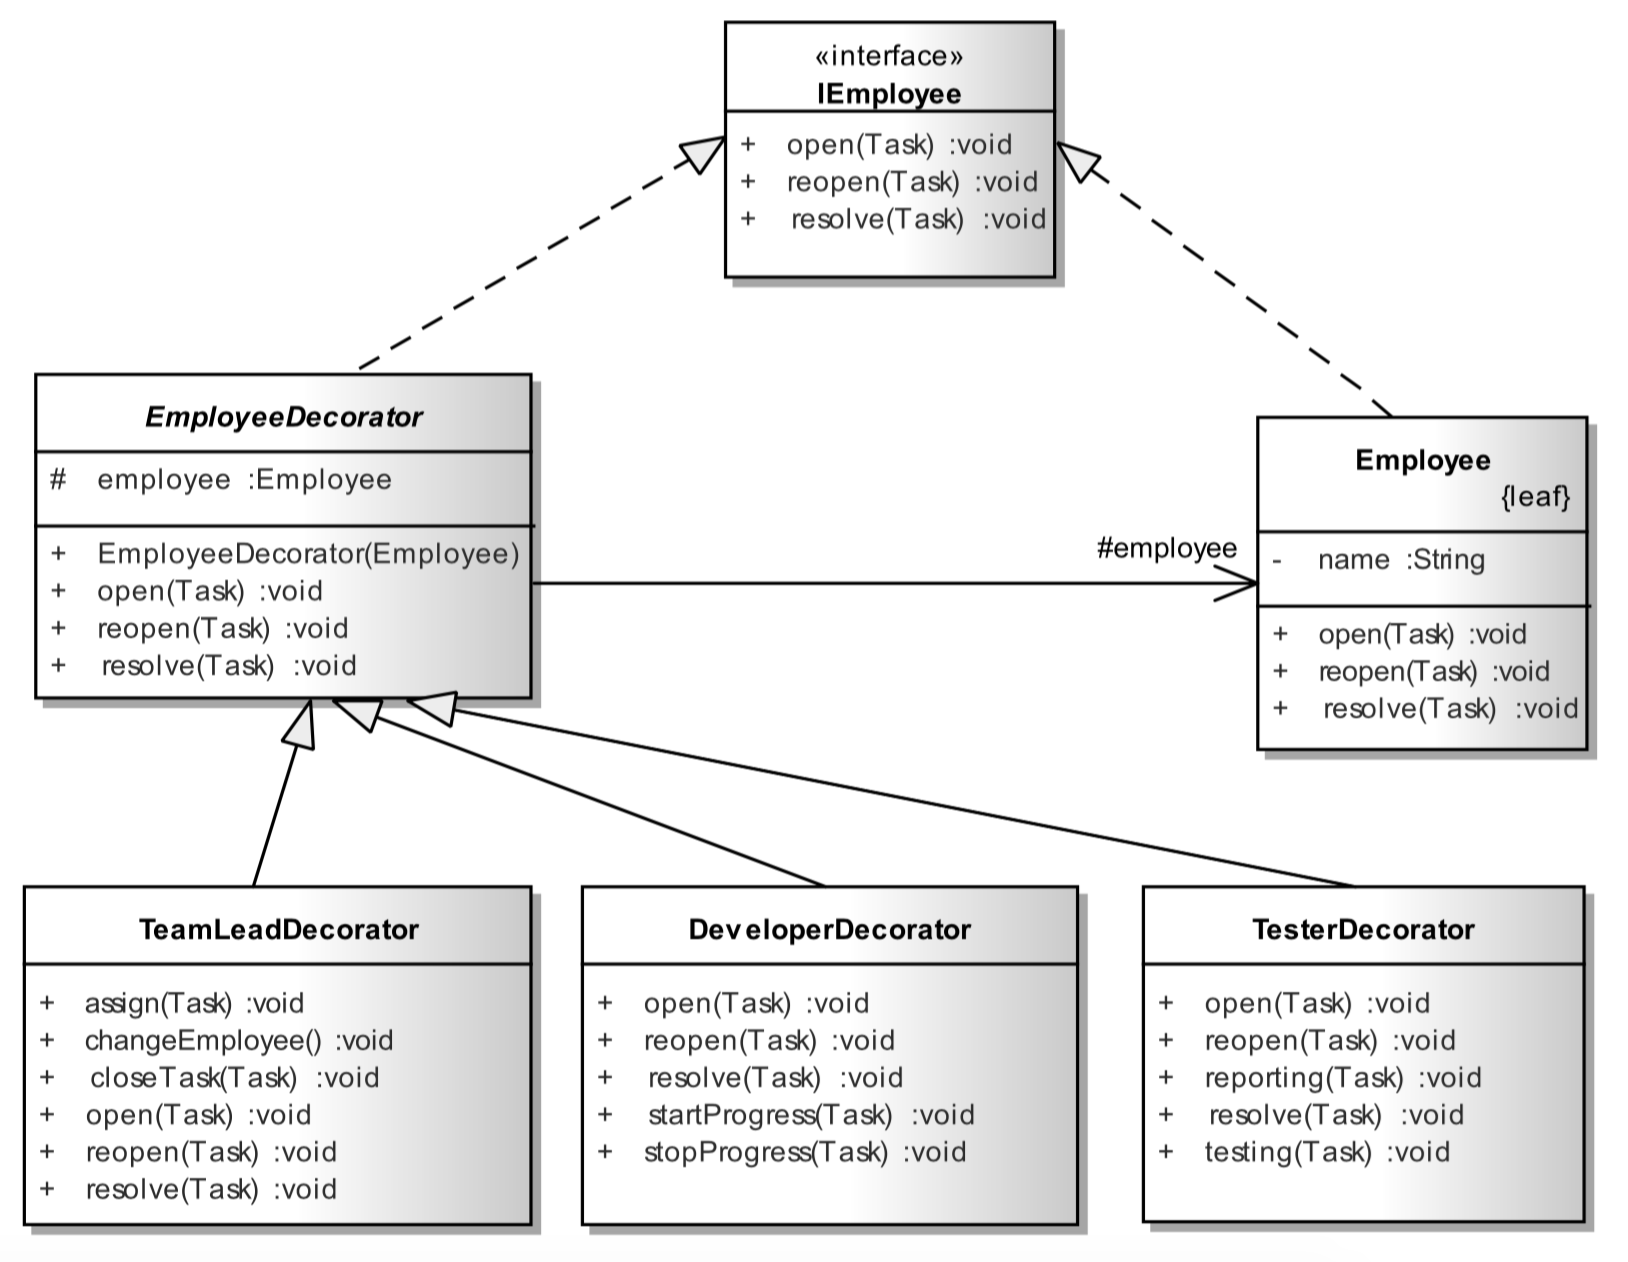 «interface»
IEmployee
+ open(Task) :void
+ reopen(Task) :void
+ resolve(Task) :void
EmployeeDecorator
# employee :Employee
+ EmployeeDecorator(Employee)
+ open(Task) :void
+ reopen(Task) :void
+ resolve(Task) :void
#employee
Employee
{leaf}
- name :String
+ open(Task) :void
+ reopen(Task) :void
+ resolve(Task) :void
TeamLeadDecorator
+ assign(Task) :void
+ changeEmployee() :void
+ closeTask(Task) :void
+ open(Task) :void
+ reopen(Task) :void
+ resolve(Task) :void
DeveloperDecorator
+ open(Task) :void
+ reopen(Task) :void
+ resolve(Task) :void
+ startProgress(Task) :void
+ stopProgress(Task) :void
TesterDecorator
+ open(Task) :void
+ reopen(Task) :void
+ reporting(Task) :void
+ resolve(Task) :void
+ testing(Task) :void